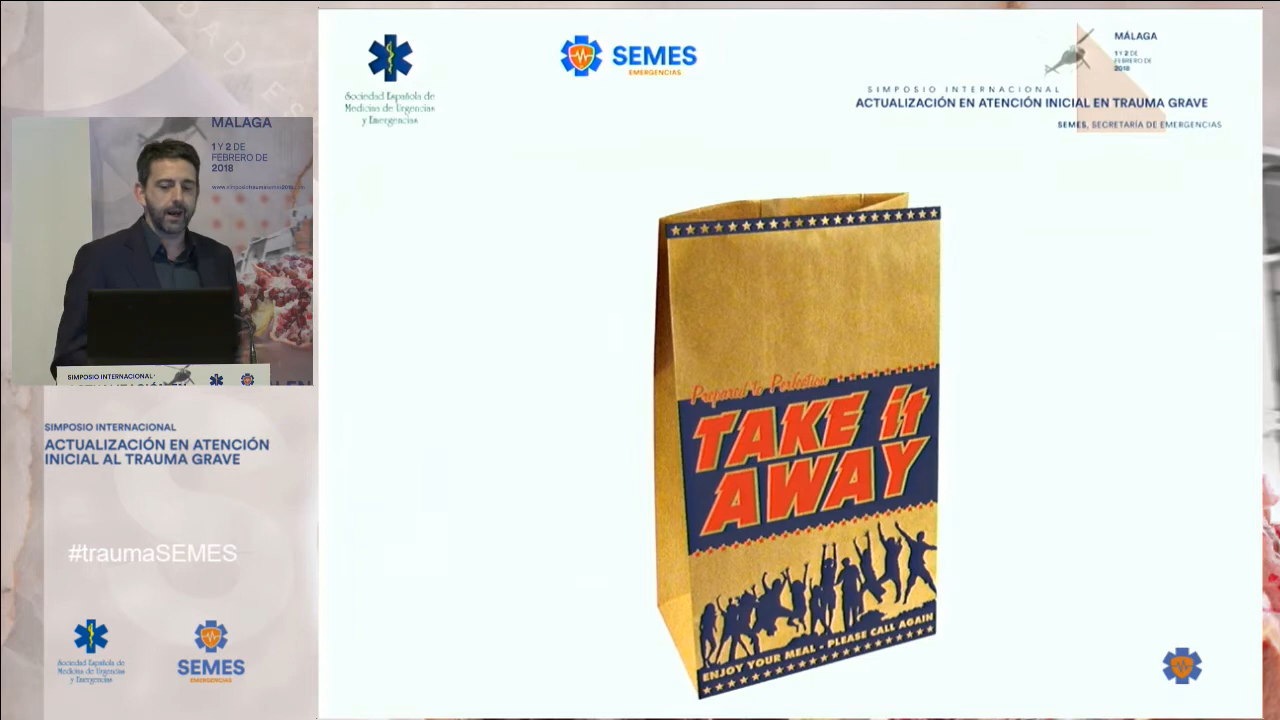 MÁLAGA
1 Y 2 DE
FEBRERO DE
2018
SIMPOSIO INTERNACIONAL
ACTUALIZACIÓN EN ATENCIÓN INICIAL EN TRAUMA GRAVE
SEMES, SECRETARÍA DE EMERGENCIAS
SEMES
EMERGENCIAS
Sociedad Española de
Medicina de Urgencias
y Emergencias
MALAGA
1 Y 2 DE
FEBRERO DE
2018
SIMPOSIO INTERNACIONAL
Prepared to Perfection
TAKE it
AWAY
ENJOY YOUR MEAL - PLEASE CALL AGAIN
SIMPOSIO INTERNACIONAL
ACTUALIZACIÓN EN ATENCIÓN
INICIAL AL TRAUMA GRAVE
#traumaSEMES
Sociedad Española de
Medicina de Urgencias
y Emergencias
SEMES
EMERGENCIAS